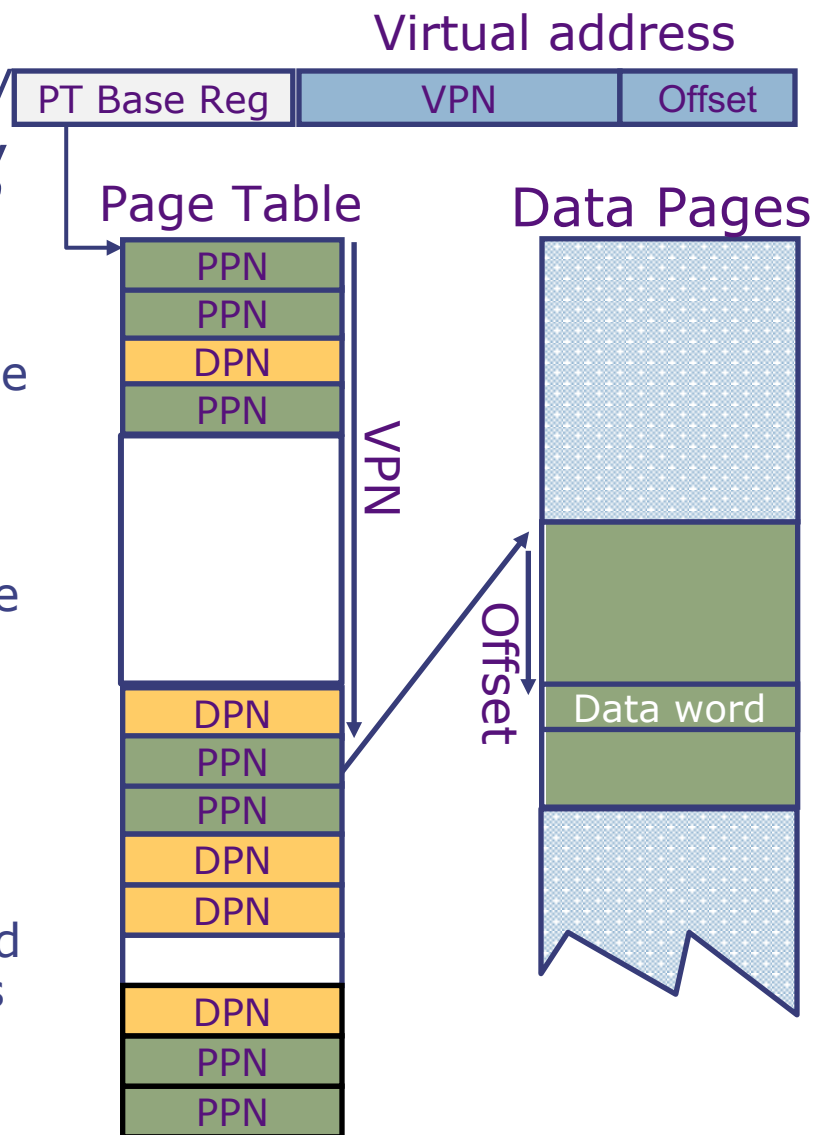 Virtual address
PT Base Reg VPN Offset
Page Table
Data Pages
PPN
PPN
DPN
PPN
VPN
DPN
PPN
PPN
DPN
DPN
DPN
PPN
PPN
Offset
Data word